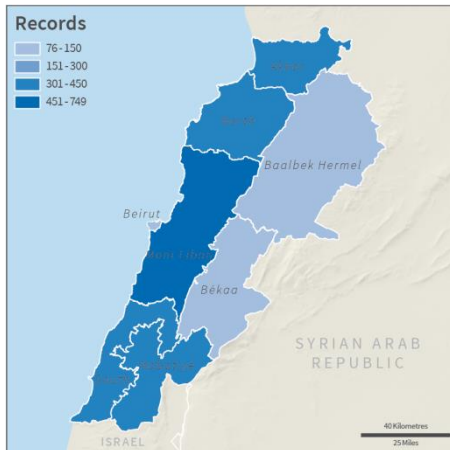 Records
76-150
151-300
301-450
451-749
Baalbek Hermel
Beirut
Mont Liban
Békaa
SYRIAN ARAB
REPUBLIC
ISRAEL
40 Kilometres
25 Miles